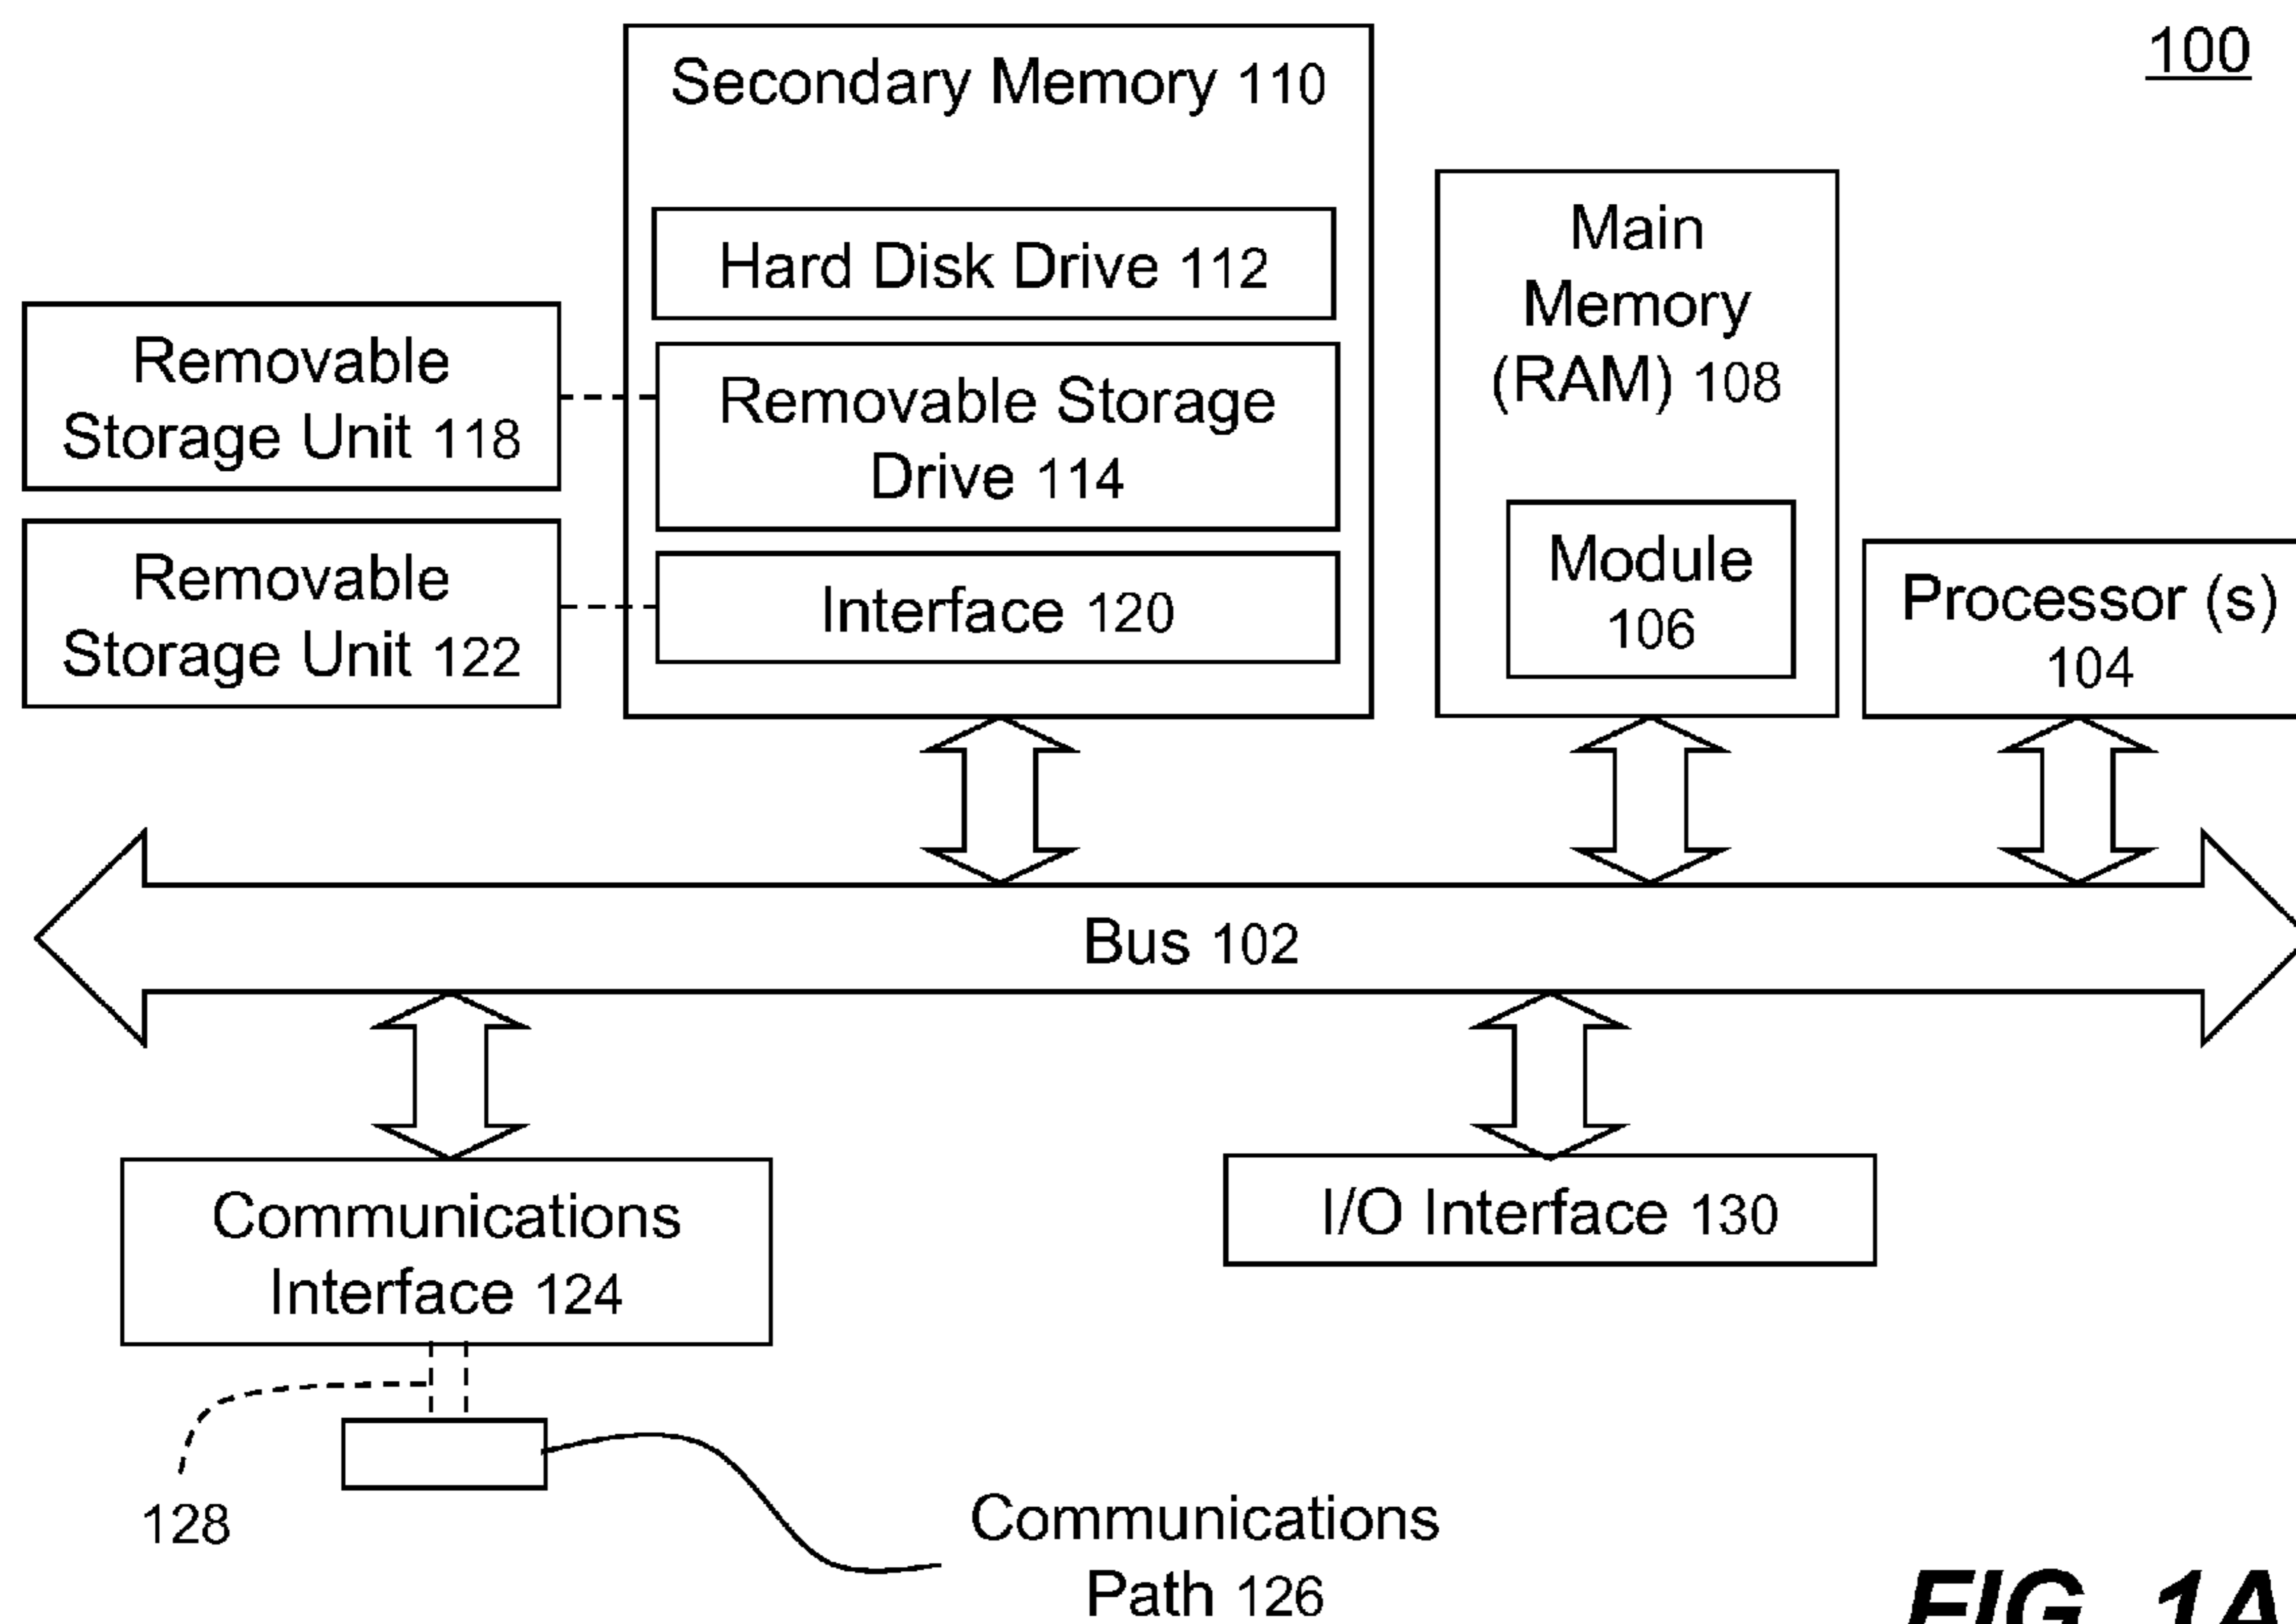 100
Secondary Memory 110
Hard Disk Drive 112
Removable Storage
Drive 114
Interface 120
Removable
Storage Unit 118
Removable
Storage Unit 122
Main
Memory
(RAM) 108
Module
106
Processor (s)
104
Bus 102
Communications
Interface 124
I/O Interface 130
128
Communications
Path 126
FIG. 1A